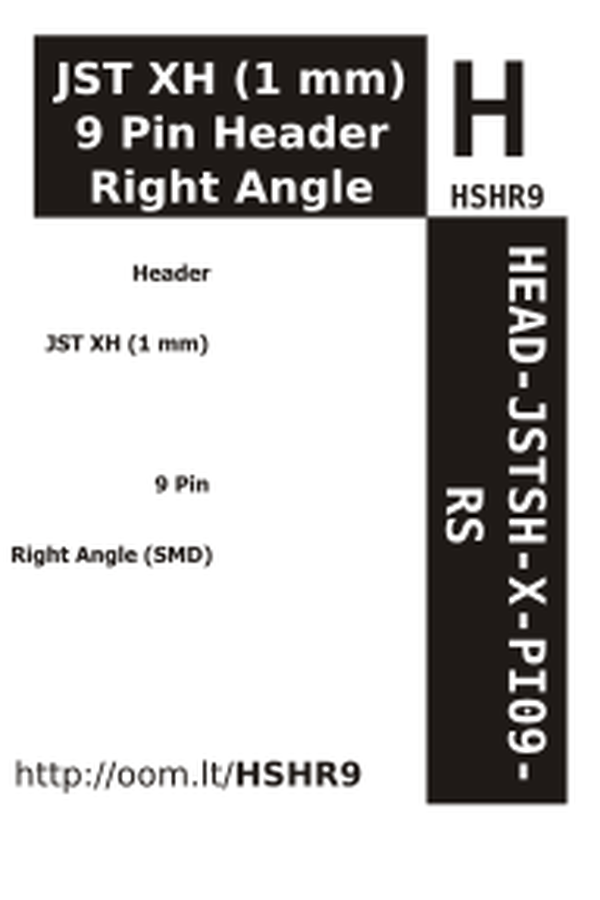 JST XH (1 mm)
9 Pin Header
Right Angle
H
HSHR9
Header
JST XH (1 mm)
9 Pin
Right Angle (SMD)
HEAD-JSTSH-X-PI09-
RS
http://oom.lt/HSHR9